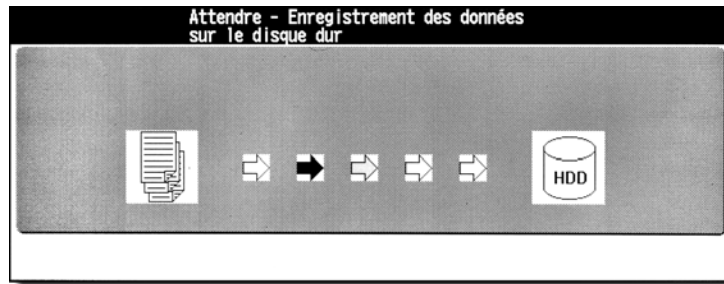 Attendre - Enregistrement des données
sur le disque dur
HDD